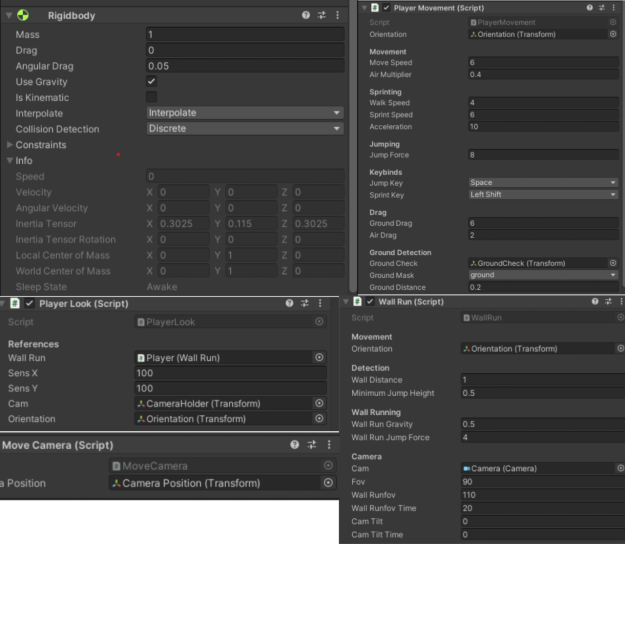 Rigidbody
Mass 1
Drag 0
Angular Drag 0.05
Use Gravity
Is Kinematic
Interpolate Interpolate
Collision Detection Discrete
Constraints
Info
Speed 0
Velocity X 0 Y 0 Z 0
Angular Velocity X 0 Y 0 Z 0
Inertia Tensor X 0.3025 Y 0.115 Z 0.3025
Inertia Tensor Rotation X 0 Y 0 Z 0
Local Center of Mass X 0 Y 1 Z 0
World Center of Mass X 0 Y 1 Z 0
Sleep State Awake
# Player Movement (Script)
Script # PlayerMovement
Orientation Orientation (Transform)
Movement
Move Speed 6
Air Multiplier 0.4
Sprinting
Walk Speed 4
Sprint Speed 6
Acceleration 10
Jumping
Jump Force 8
Keybinds
Jump Key Space
Sprint Key Left Shift
Drag
Ground Drag 6
Air Drag 2
Ground Detection
Ground Check GroundCheck (Transform)
Ground Mask ground
Ground Distance 0.2
# Player Look (Script)
Script # PlayerLook
References
Wall Run # Player (Wall Run)
Sens X 100
Sens Y 100
Cam CameraHolder (Transform)
Orientation Orientation (Transform)
Move Camera (Script)
# MoveCamera
a Position Camera Position (Transform)
# Wall Run (Script)
Script # WallRun
Movement
Orientation Orientation (Transform)
Detection
Wall Distance 1
Minimum Jump Height 0.5
Wall Running
Wall Run Gravity 0.5
Wall Run Jump Force 4
Camera
Cam Camera (Camera)
Fov 90
Wall Runfov 110
Wall Runfov Time 20
Cam Tilt 0
Cam Tilt Time 0